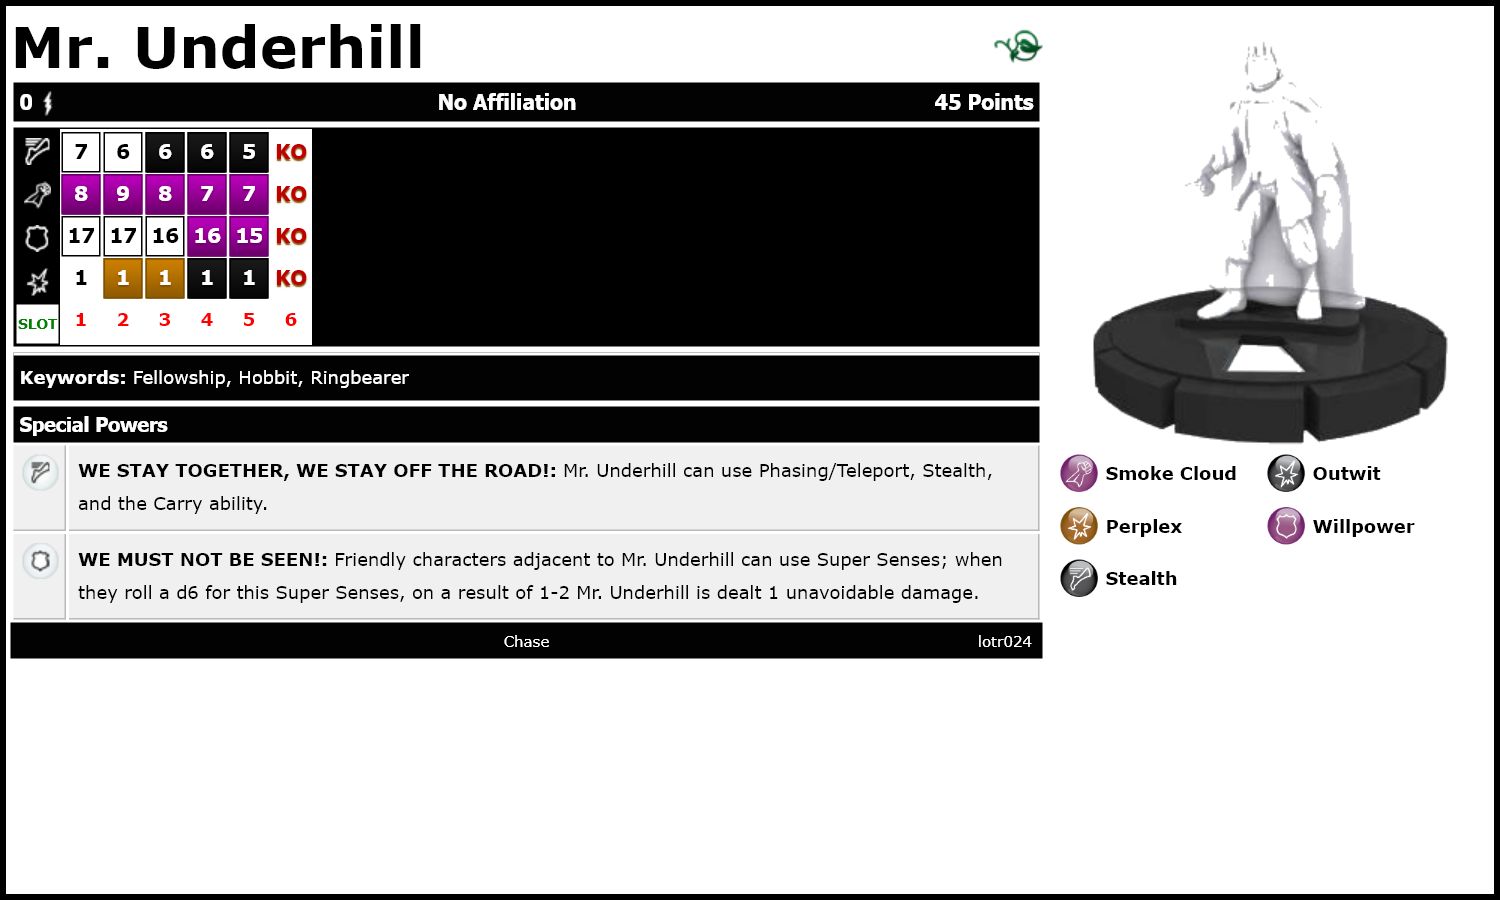 Mr. Underhill
0 No Affiliation 45 Points
7 6 6 6 5 KO
8 9 8 7 7 KO
17 17 16 16 15 KO
1 1 1 1 1 KO
SLOT 1 2 3 4 5 6
Keywords: Fellowship, Hobbit, Ringbearer
Special Powers
WE STAY TOGETHER, WE STAY OFF THE ROAD!: Mr. Underhill can use Phasing/Teleport, Stealth,
and the Carry ability.
WE MUST NOT BE SEEN!: Friendly characters adjacent to Mr. Underhill can use Super Senses; when
they roll a d6 for this Super Senses, on a result of 1-2 Mr. Underhill is dealt 1 unavoidable damage.
Chase lotr024
1
Smoke Cloud Outwit
Perplex Willpower
Stealth